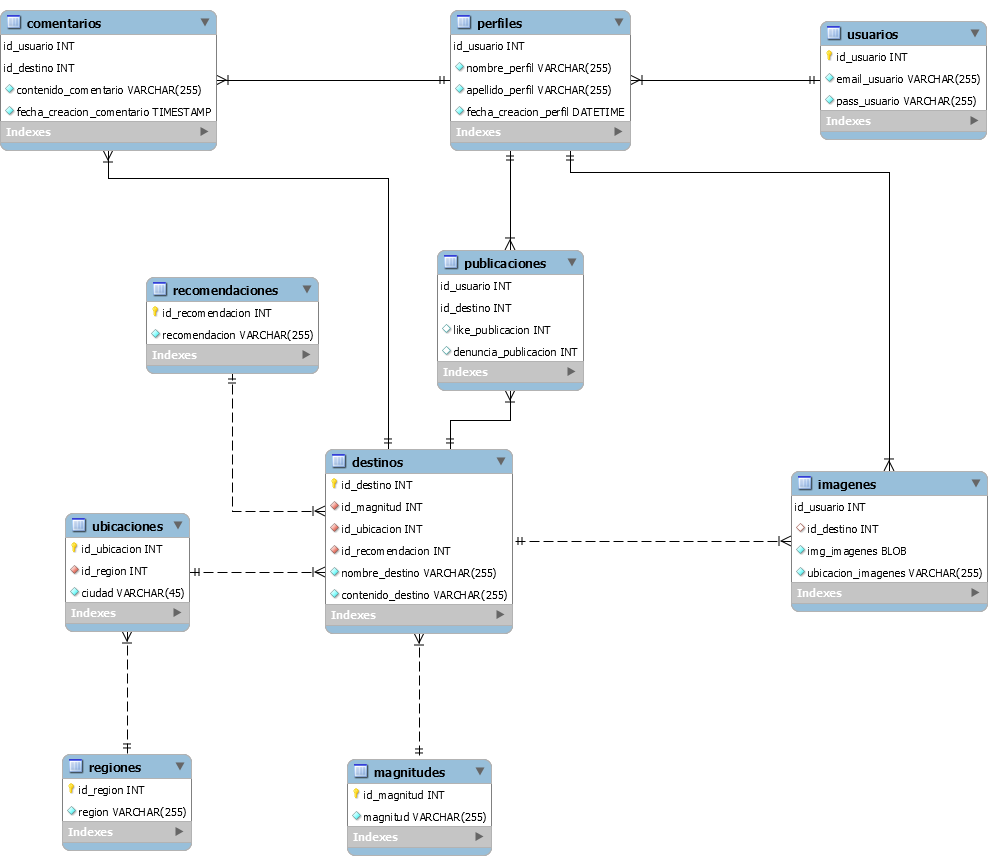 comentarios
id_usuario INT
id_destino INT
contenido_comentario VARCHAR(255)
fecha_creacion_comentario TIMESTAMP
Indexes
perfiles
id_usuario INT
nombre_perfil VARCHAR(255)
apellido_perfil VARCHAR(255)
fecha_creacion_perfil DATETIME
Indexes
usuarios
id_usuario INT
email_usuario VARCHAR(255)
pass_usuario VARCHAR(255)
Indexes
publicaciones
id_usuario INT
id_destino INT
like_publicacion INT
denuncia_publicacion INT
Indexes
recomendaciones
id_recomendacion INT
recomendacion VARCHAR(255)
Indexes
destinos
id_destino INT
id_magnitud INT
id_ubicacion INT
id_recomendacion INT
nombre_destino VARCHAR(255)
contenido_destino VARCHAR(255)
Indexes
imagenes
id_usuario INT
id_destino INT
img_imagenes BLOB
ubicacion_imagenes VARCHAR(255)
Indexes
ubicaciones
id_ubicacion INT
id_region INT
ciudad VARCHAR(45)
Indexes
regiones
id_region INT
region VARCHAR(255)
Indexes
magnitudes
id_magnitud INT
magnitud VARCHAR(255)
Indexes